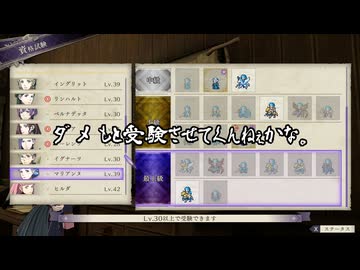 資格試験
イングリット Lv.39
リンハルト Lv.30
ベルナデッタ Lv.30
ダメもと受験させてくんねぇかな。
イグナーツ Lv.30
マリアンヌ Lv.39
ヒルダ Lv.42
中級
最上級
Lv.30以上で受験できます
ステータス